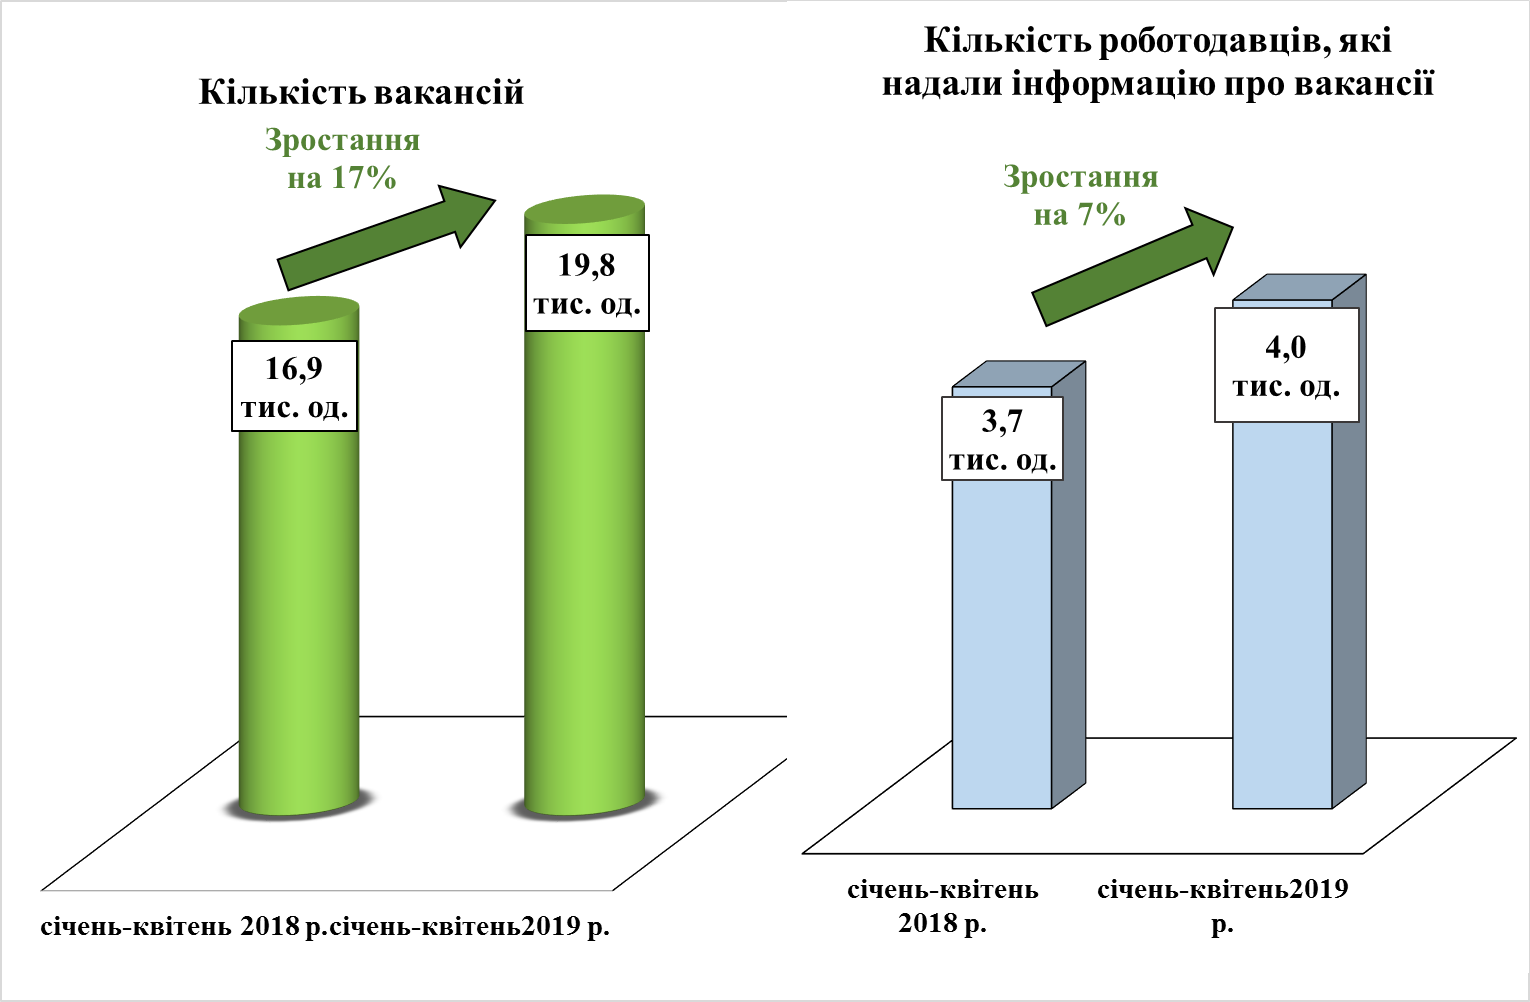 Кількість вакансій
Зростання
на 17%
16,9
тис. од.
19,8
тис. од.
січень-квітень 2018 р.січень-квітень2019 р.
Кількість роботодавців, які
надали інформацію про вакансії
Зростання
на 7%
3,7
тис. од.
4,0
тис. од.
січень-квітень
2018 р.
січень-квітень2019
р.